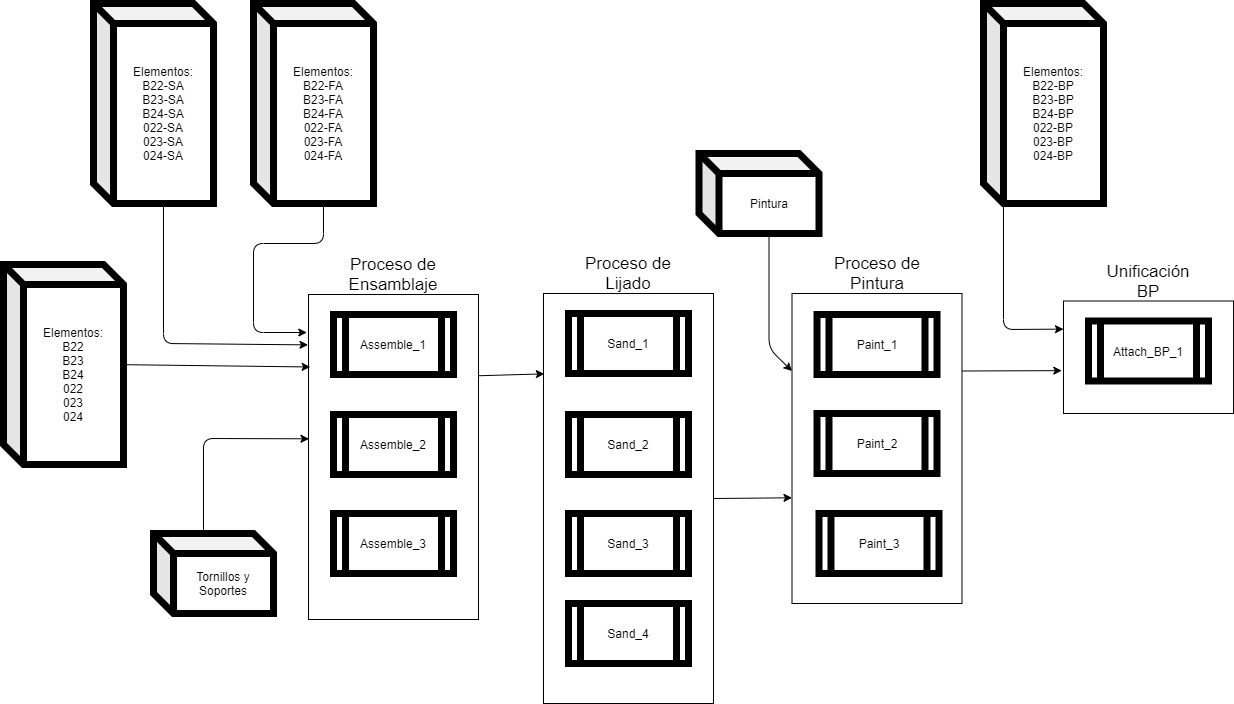 Elementos:
B22-SA
B23-SA
B24-SA
022-SA
023-SA
024-SA
Elementos:
B22-FA
B23-FA
B24-FA
022-FA
023-FA
024-FA
Elementos:
B22-BP
B23-BP
B24-BP
022-BP
023-BP
024-BP
Pintura
Elementos:
B22
B23
B24
022
023
024
Tornillos y
Soportes
Proceso de
Ensamblaje
Assemble_1
Assemble_2
Assemble_3
Proceso de
Lijado
Sand_1
Sand_2
Sand_3
Sand_4
Proceso de
Pintura
Paint_1
Paint_2
Paint_3
Unificación
BP
Attach_BP_1